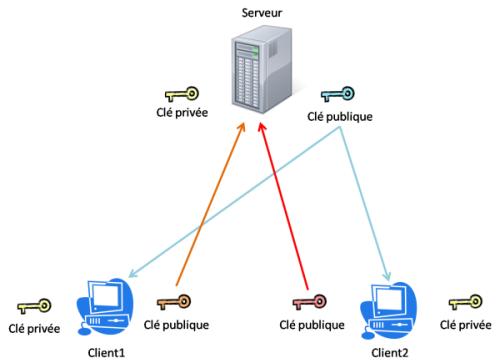 Serveur
Clé privée
Clé publique
Clé privée
Clé publique
Clé publique
Clé privée
Client1
Client2